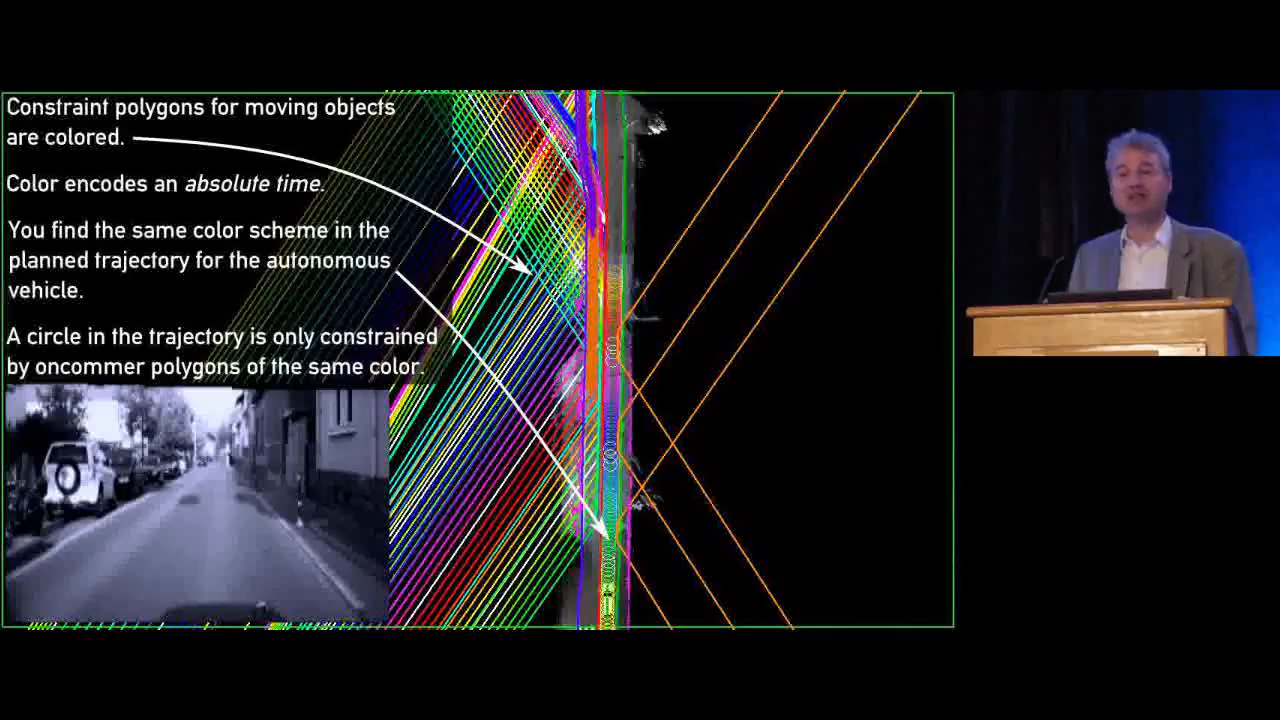 Constraint polygons for moving objects
are colored.
Color encodes an absolute time.
You find the same color scheme in the
planned trajectory for the autonomous
vehicle.
A circle in the trajectory is only constrained
by oncommer polygons of the same color.